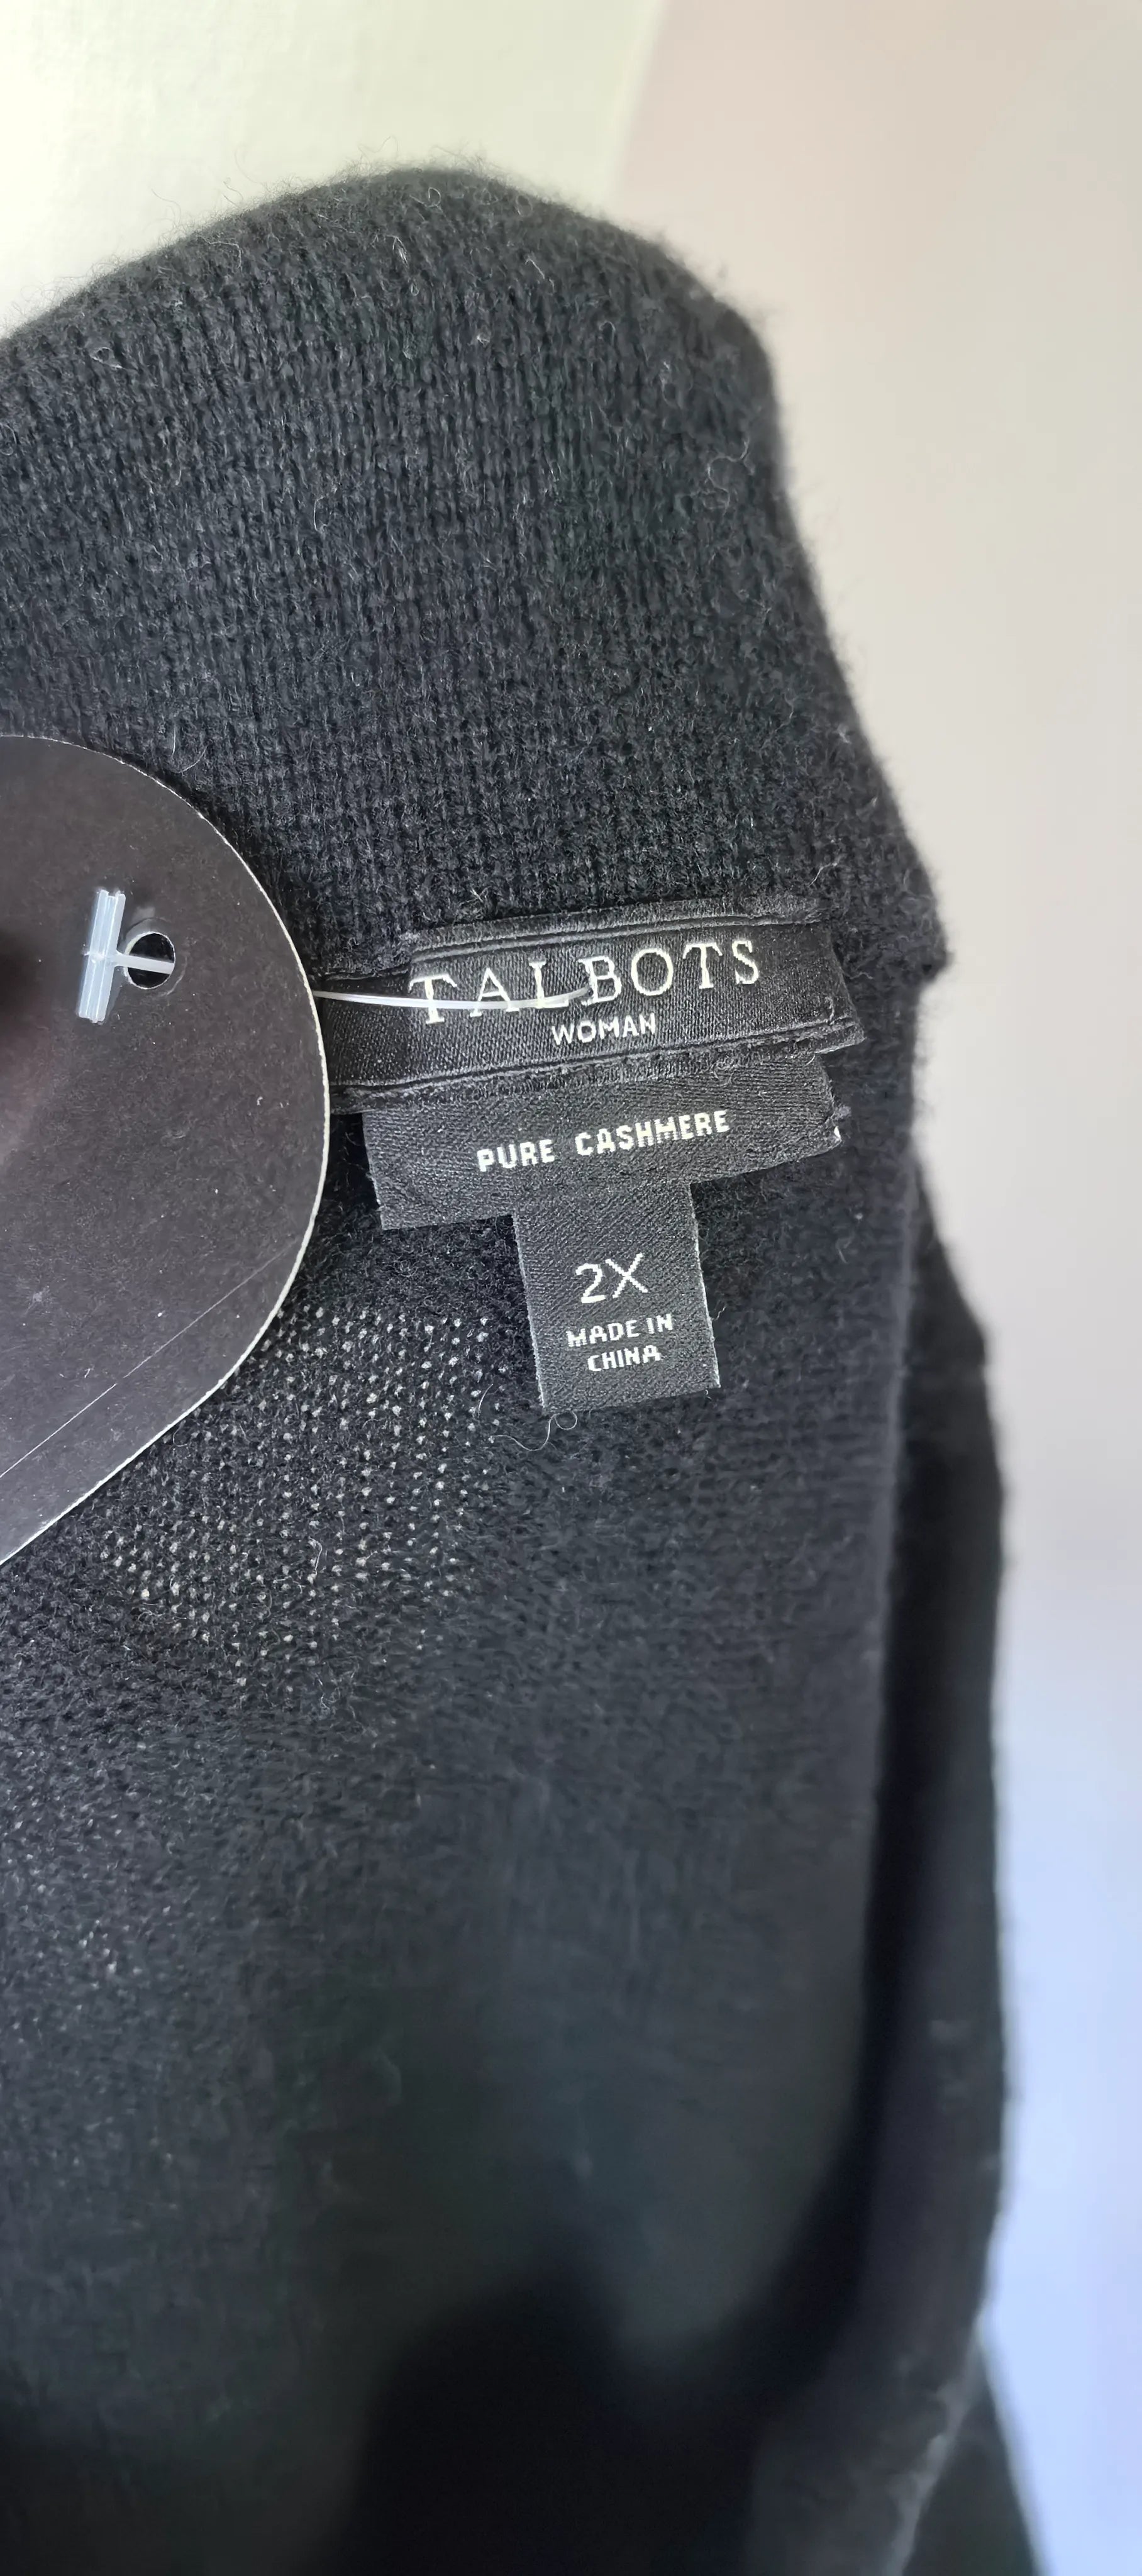 TALBOTS
WOMAN
PURE CASHMERE
2X
MADE IN
CHINA